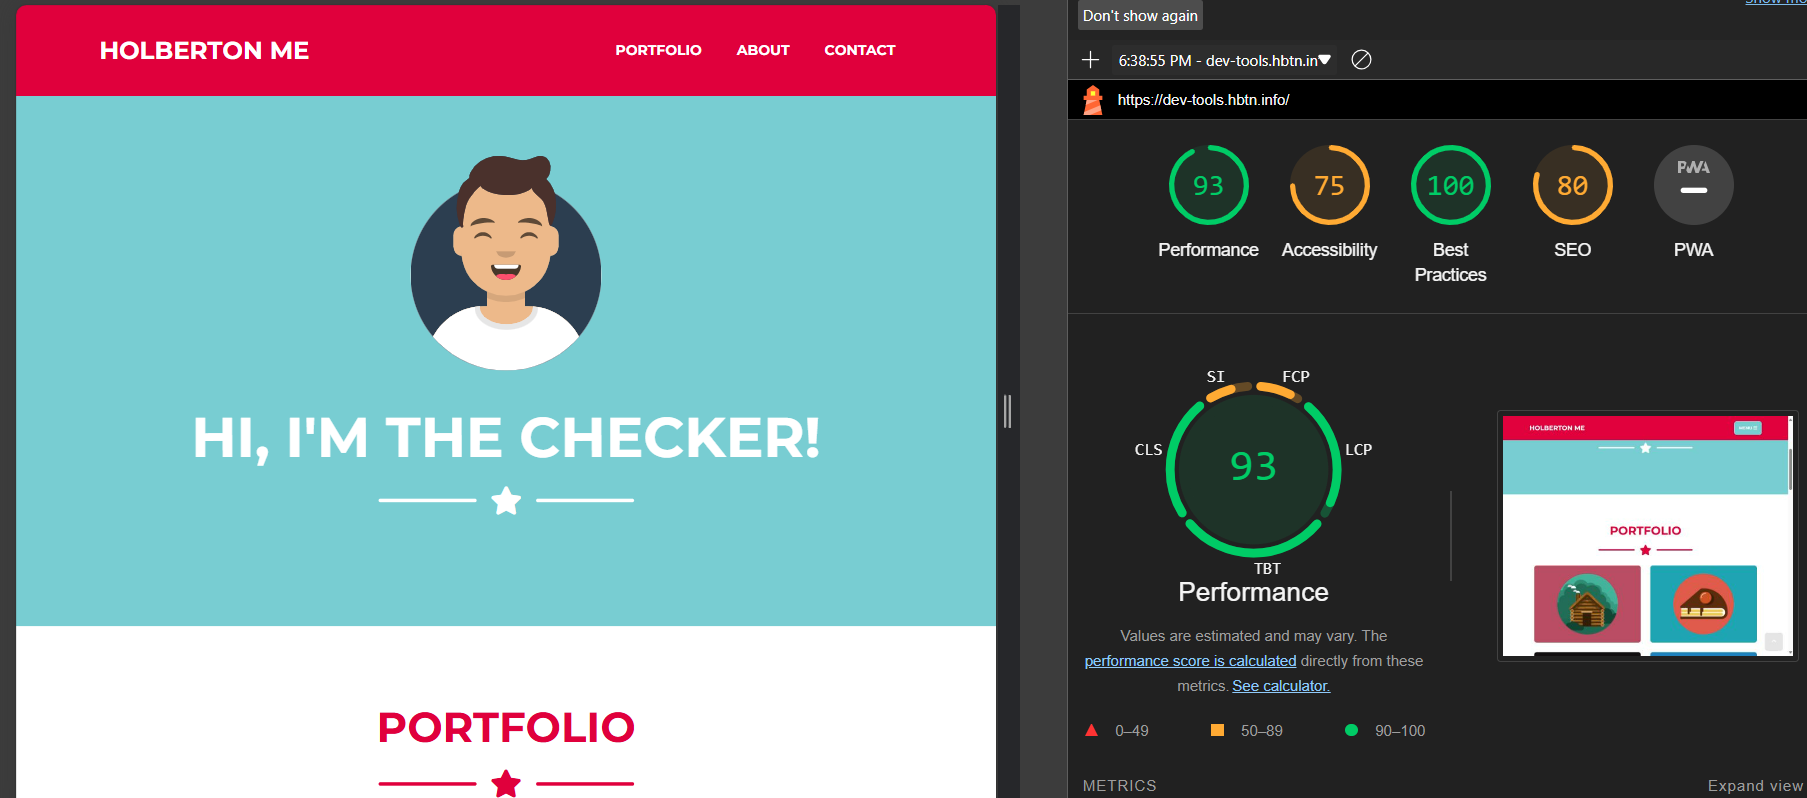 HOLBERTON ME
PORTFOLIO ABOUT CONTACT
HI, I'M THE CHECKER!
PORTFOLIO
Don't show again
6:38:55 PM - dev-tools.hbtn.in
https://dev-tools.hbtn.info/
93
Performance
75
Accessibility
100
Best
Practices
80
SEO
PWA
PWA
SI
FCP
CLS
LCP
93
TBT
Performance
Values are estimated and may vary. The
performance score is calculated directly from these
metrics. See calculator.
0–49
50–89
90–100
HOLBERTON ME
PORTFOLIO
METRICS
Expand view